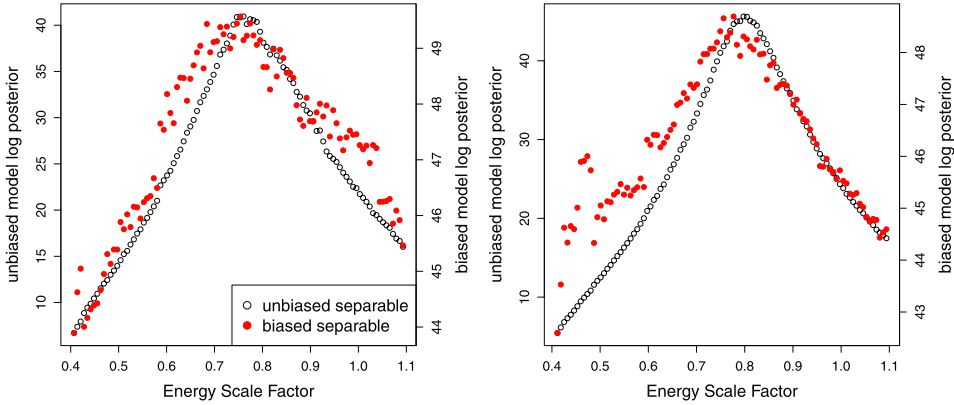 unbiased model log posterior
40
35
30
25
20
15
10
0.4 0.5 0.6 0.7 0.8 0.9 1.0 1.1
Energy Scale Factor
49
48
47
46
45
44
biased model log posterior
unbiased separable
biased separable
unbiased model log posterior
40
30
20
10
0.4 0.5 0.6 0.7 0.8 0.9 1.0 1.1
Energy Scale Factor
48
47
46
45
44
43
biased model log posterior